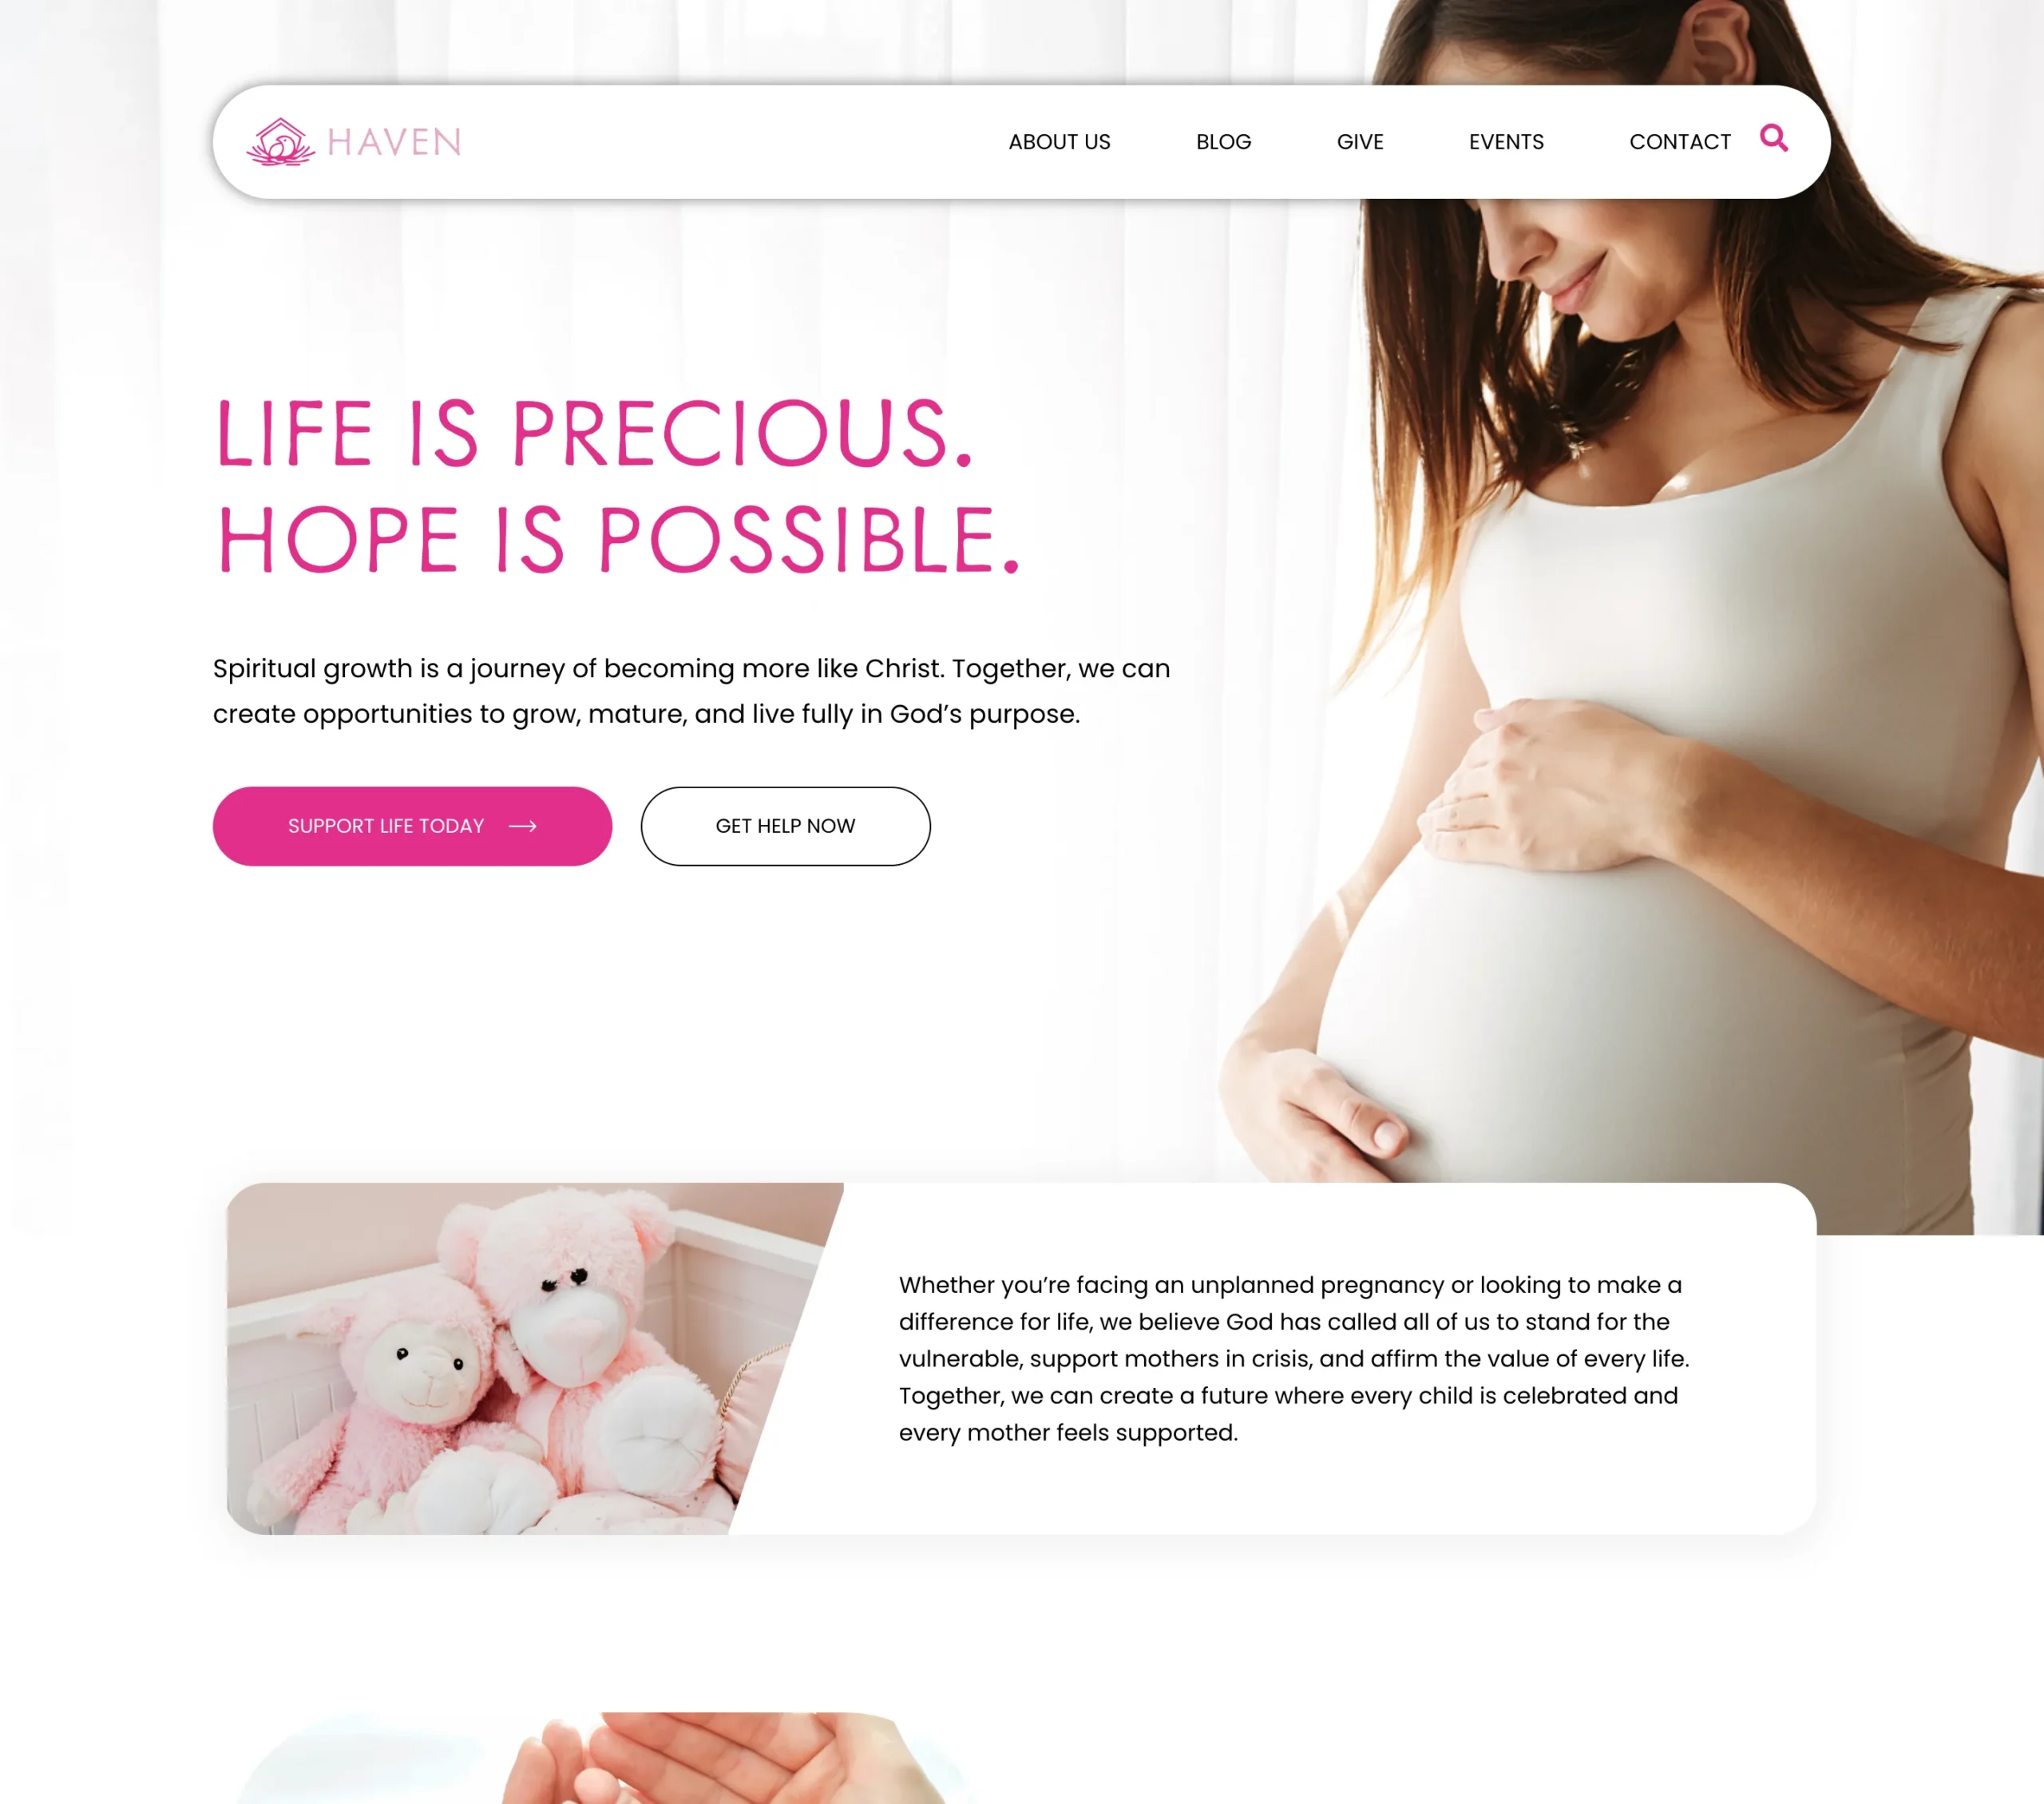 HAVEN
ABOUT US
BLOG
GIVE
EVENTS
CONTACT
LIFE IS PRECIOUS.
HOPE IS POSSIBLE.
Spiritual growth is a journey of becoming more like Christ. Together, we can
create opportunities to grow, mature, and live fully in God’s purpose.
SUPPORT LIFE TODAY
GET HELP NOW
Whether you’re facing an unplanned pregnancy or looking to make a
difference for life, we believe God has called all of us to stand for the
vulnerable, support mothers in crisis, and affirm the value of every life.
Together, we can create a future where every child is celebrated and
every mother feels supported.